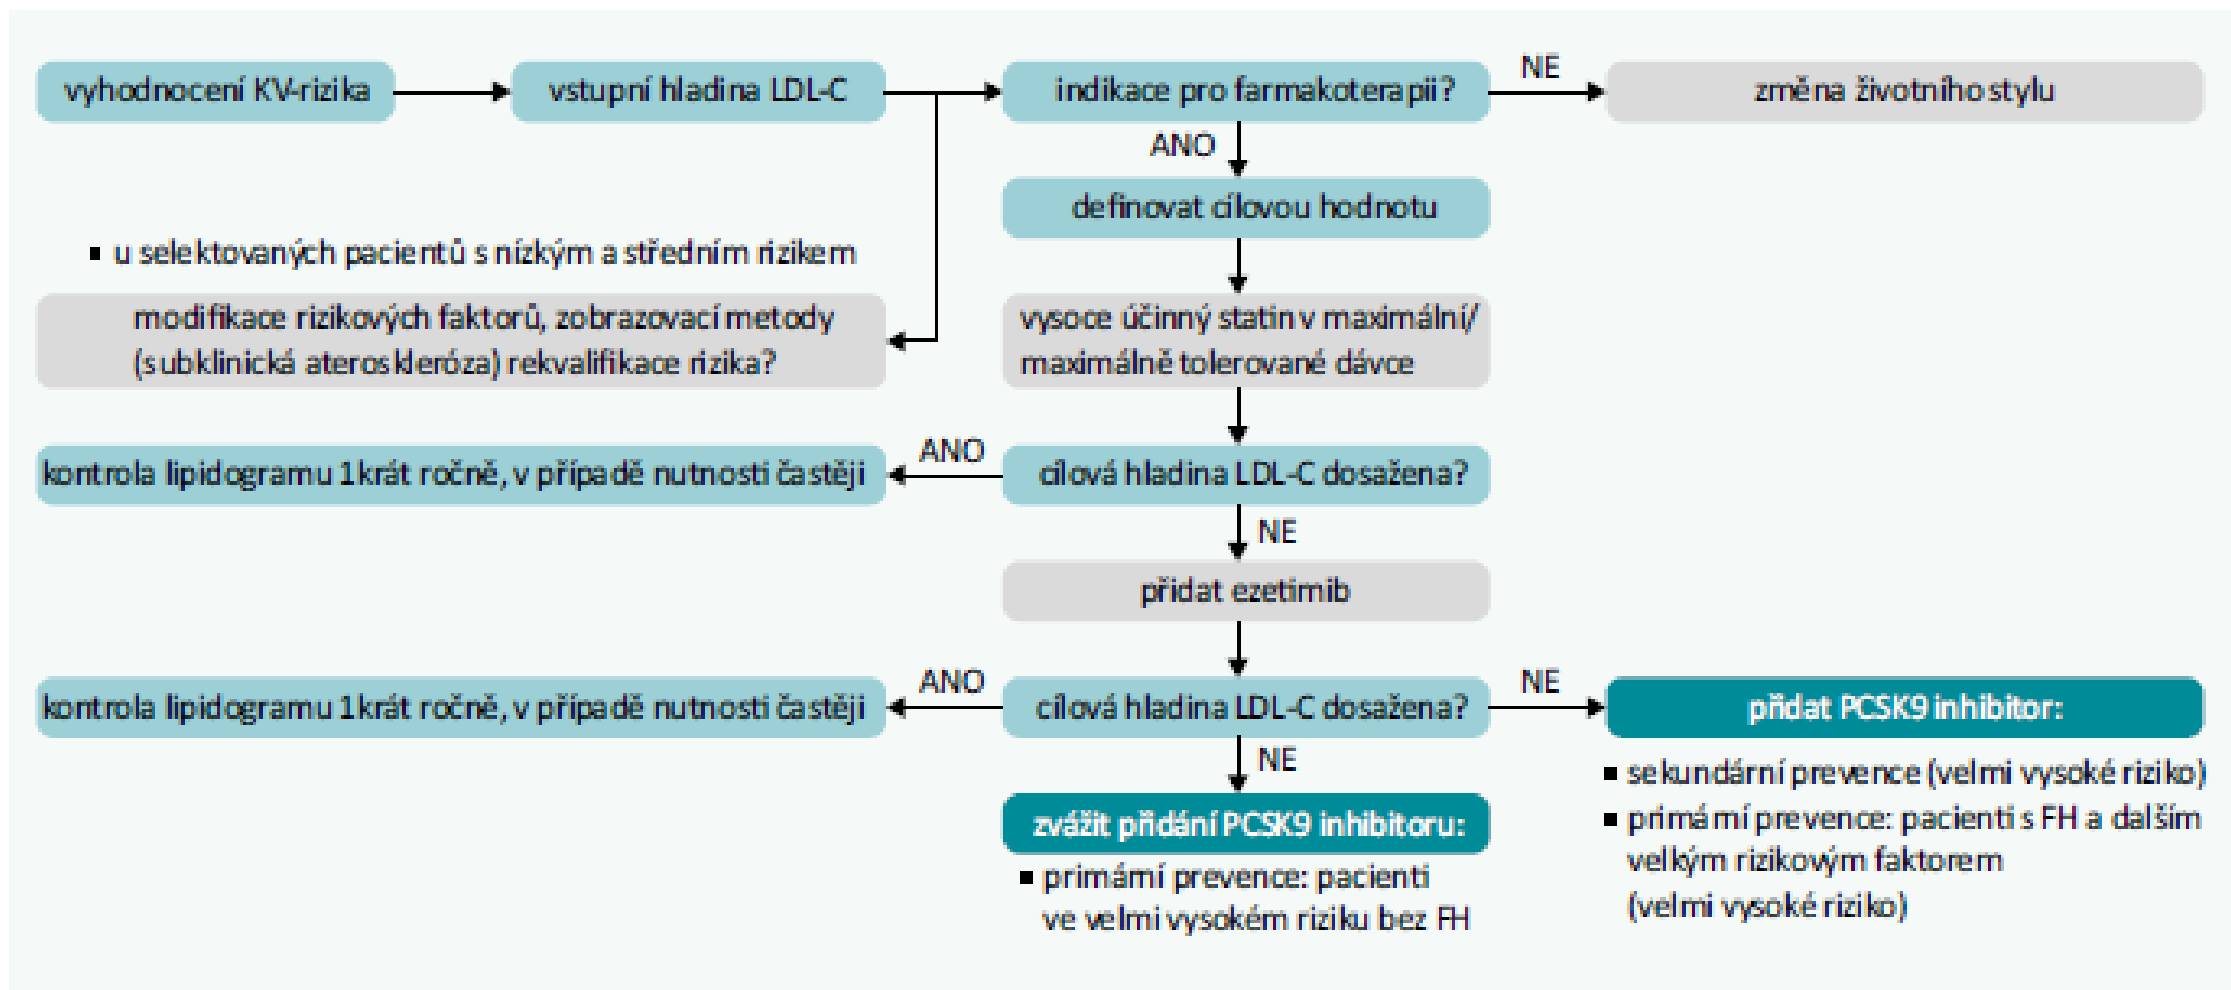 vyhodnocení KV-rizika
vstupní hladina LDL-C
indikace pro farmakoterapii?
NE
změna životního stylu
ANO
definovat cílovou hodnotu
▪ u selektovaných pacientů s nízkým a středním rizikem
modifikace rizikových faktorů, zobrazovací metody
(subklinická ateroskleróza) rekvalifikace rizika?
vysoce účinný statin v maximální/
maximálně tolerované dávce
kontrola lipidogramu 1krát ročně, v případě nutnosti častěji
ANO
cílová hladina LDL-C dosažena?
NE
přidat ezetimib
kontrola lipidogramu 1krát ročně, v případě nutnosti častěji
ANO
cílová hladina LDL-C dosažena?
NE
přidat PCSK9 inhibitor:
▪ sekundární prevence (velmi vysoké riziko)
▪ primární prevence: pacienti s FH a dalším
velkým rizikovým faktorem
(velmi vysoké riziko)
NE
zvážit přidání PCSK9 inhibitoru:
▪ primární prevence: pacienti
ve velmi vysokém riziku bez FH